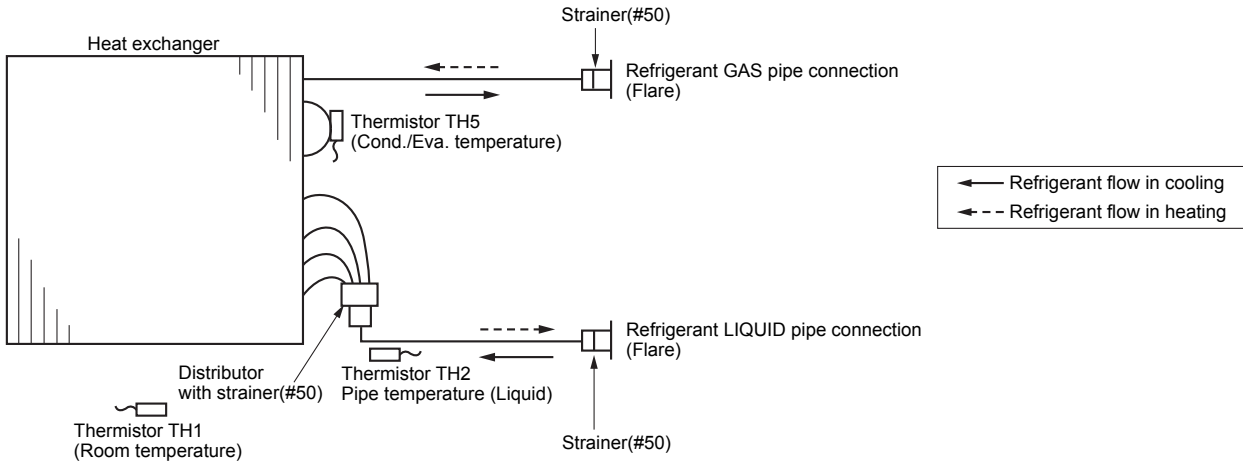 Strainer(#50)
Heat exchanger
Refrigerant GAS pipe connection
(Flare)
Thermistor TH5
(Cond./Eva. temperature)
Refrigerant flow in cooling
Refrigerant flow in heating
Refrigerant LIQUID pipe connection
(Flare)
Distributor
with strainer(#50)
Thermistor TH2
Pipe temperature (Liquid)
Thermistor TH1
(Room temperature)
Strainer(#50)